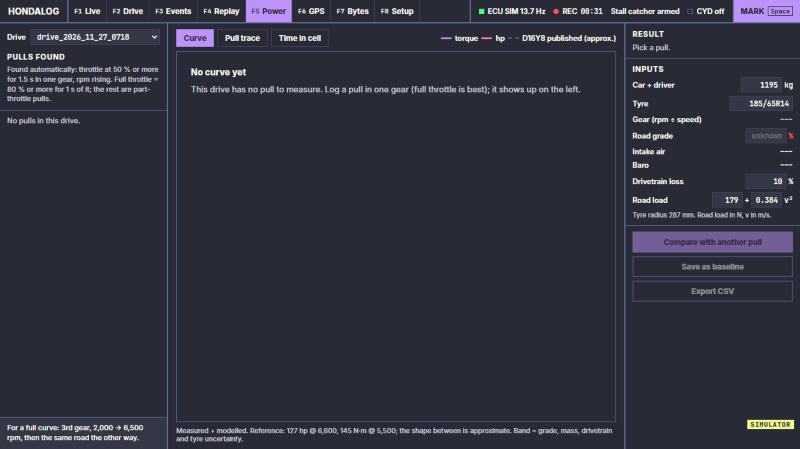 HONDALOG F1 Live F2 Drive F3 Events F4 Replay F5 Power F6 GPS F7 Bytes F8 Setup ECU SIM 13.7 Hz REC 00:31 Stall catcher armed CYD off MARK Space
Drive drive_2026_11_27_0718
PULLS FOUND
Found automatically: throttle at 50 % or more
for 1.5 s in one gear, rpm rising. Full throttle =
80 % or more for 1 s of it; the rest are part-
throttle pulls.
No pulls in this drive.
For a full curve: 3rd gear, 2,000 → 6,500
rpm, then the same road the other way.
Curve Pull trace Time in cell torque hp D16Y8 published (approx.)
No curve yet
This drive has no pull to measure. Log a pull in one gear (full throttle is best); it shows up on the left.
Measured + modelled. Reference: 127 hp @ 6,600, 145 N·m @ 5,500; the shape between is approximate. Band = grade, mass, drivetrain
and tyre uncertainty.
RESULT
Pick a pull.
INPUTS
Car + driver 1195 kg
Tyre 185/65R14
Gear (rpm ÷ speed) ---
Road grade unknown %
Intake air ---
Baro ---
Drivetrain loss 10 %
Road load 179 + 0.384 v²
Tyre radius 287 mm. Road load in N, v in m/s.
Compare with another pull
Save as baseline
Export CSV
SIMULATOR